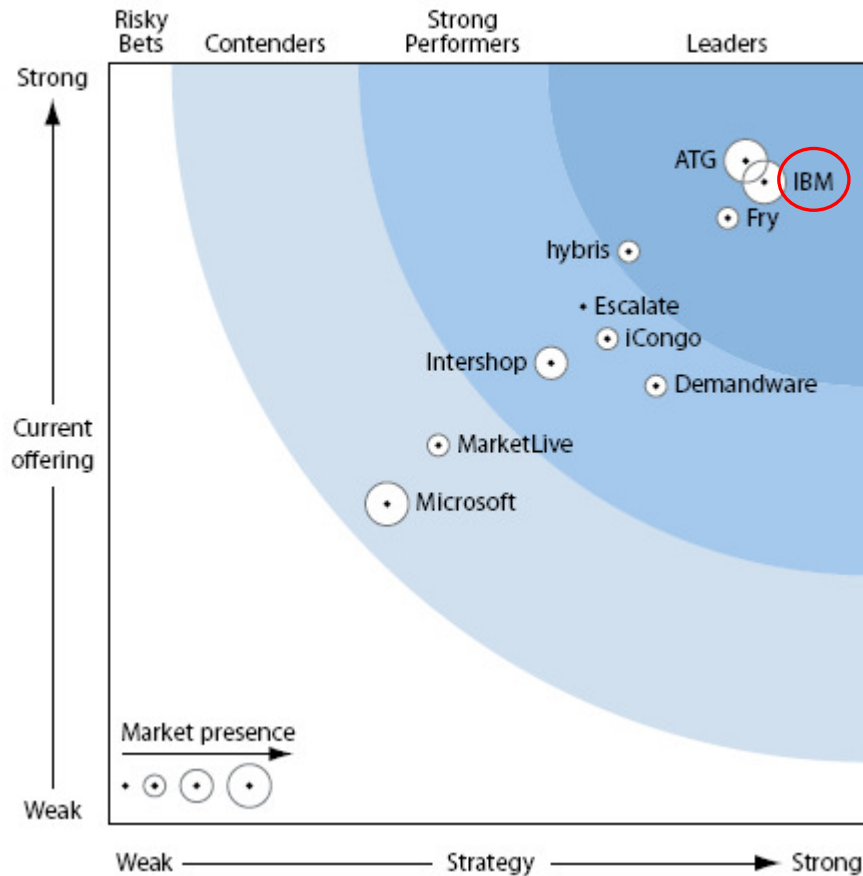 Risky
Bets
Contenders
Strong
Performers
Leaders
Strong
ATG
IBM
Fry
hybris
Escalate
iCongo
Intershop
Demandware
Current
offering
MarketLive
Microsoft
Market presence
Weak
Weak
Strategy
Strong